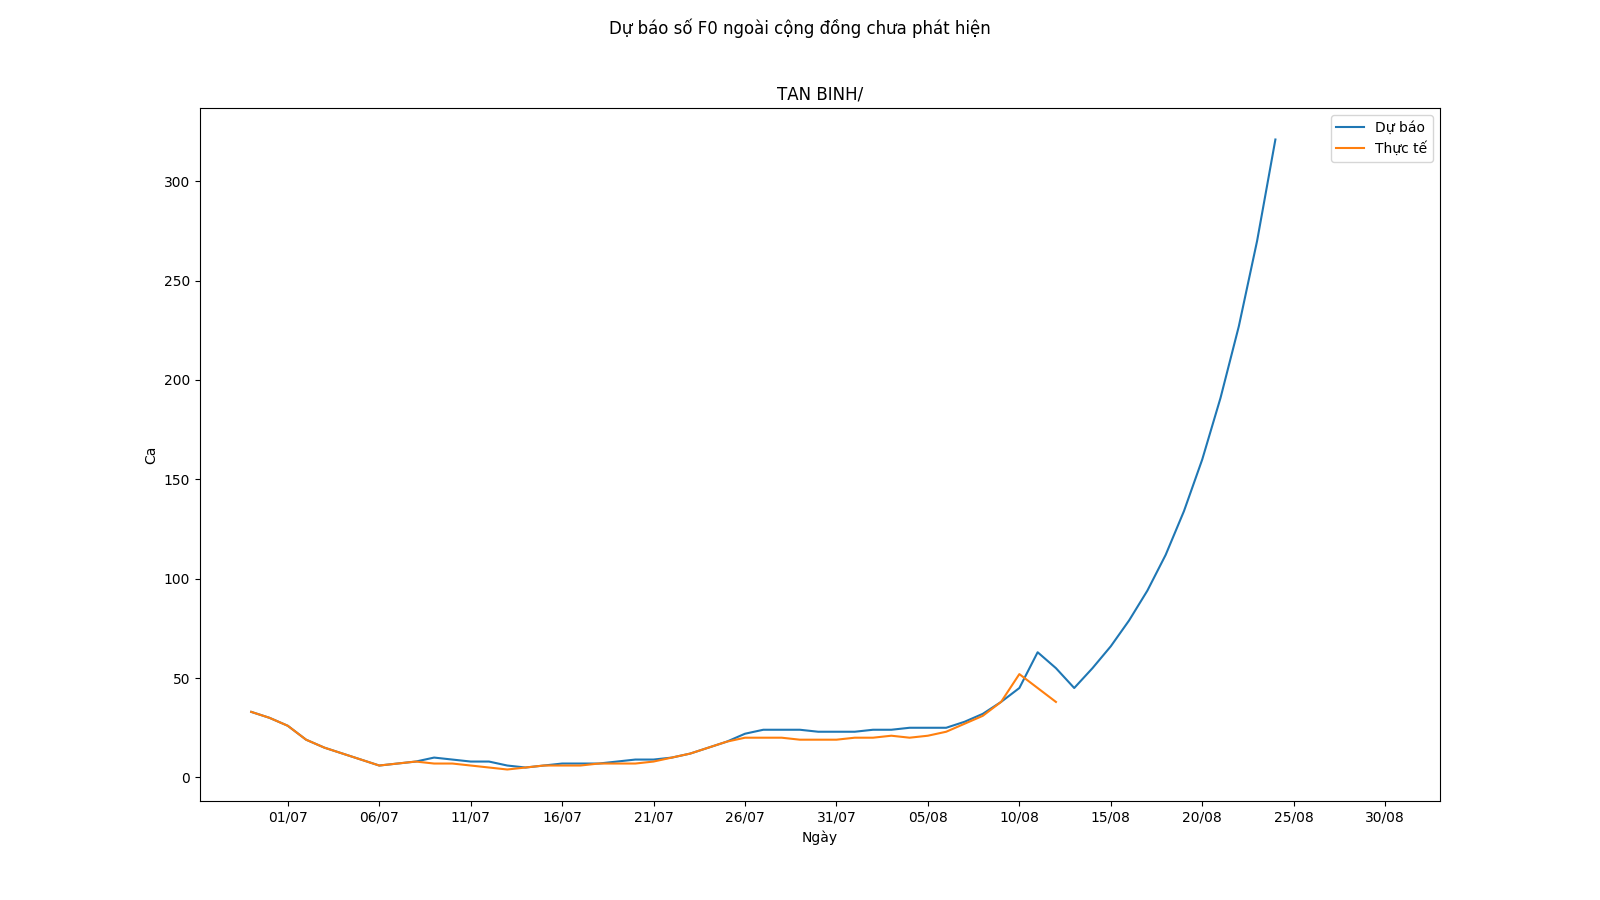 Dự báo số F0 ngoài cộng đồng chưa phát hiện
TAN BINH/
Dự báo
Thực tế
300
250
200
150
100
50
0
Ca
01/07 06/07 11/07 16/07 21/07 26/07 31/07 05/08 10/08 15/08 20/08 25/08 30/08
Ngày